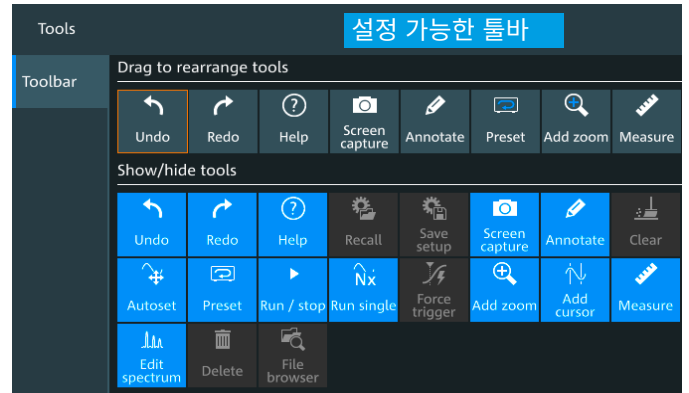 Tools
설정 가능한 툴바
Toolbar
Drag to rearrange tools
Undo
Redo
Help
Screen
capture
Annotate
Preset
Add zoom
Measure
Show/hide tools
Undo
Redo
Help
Recall
Save
setup
Screen
capture
Annotate
Clear
Autoset
Preset
Run / stop
Nx
Run single
Force
trigger
Add zoom
Add
cursor
Measure
Edit
spectrum
Delete
File
browser